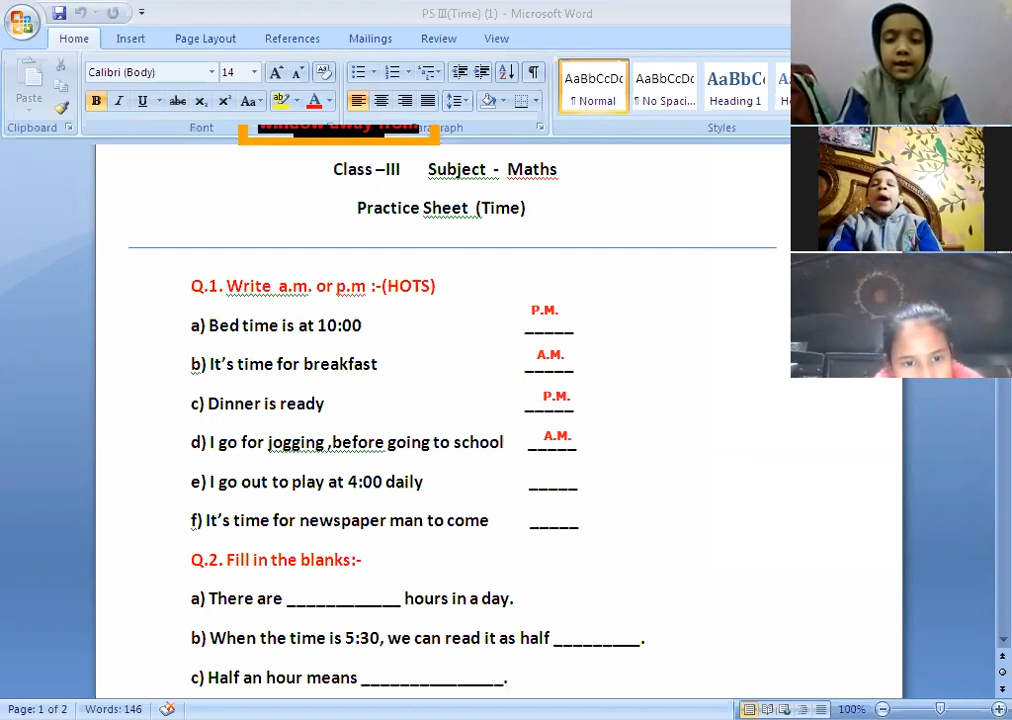 PS III(Time) (1) - Microsoft Word
Home Insert Page Layout References Mailings Review View
Paste
Calibri (Body) 14
AaBbCcDc AaBbCcDc AaBbC
B I U abc X₂ X² Aa A
¶ Normal ¶ No Spaci... Heading 1
Clipboard Font Styles
Class –III Subject - Maths
Practice Sheet (Time)
Q.1. Write a.m. or p.m :-(HOTS)
a) Bed time is at 10:00 P.M.
b) It's time for breakfast A.M.
c) Dinner is ready P.M.
d) I go for jogging ,before going to school A.M.
e) I go out to play at 4:00 daily _____
f) It's time for newspaper man to come _____
Q.2. Fill in the blanks:-
a) There are ____________ hours in a day.
b) When the time is 5:30, we can read it as half _________.
c) Half an hour means _______________.
Page: 1 of 2 Words: 146 100%